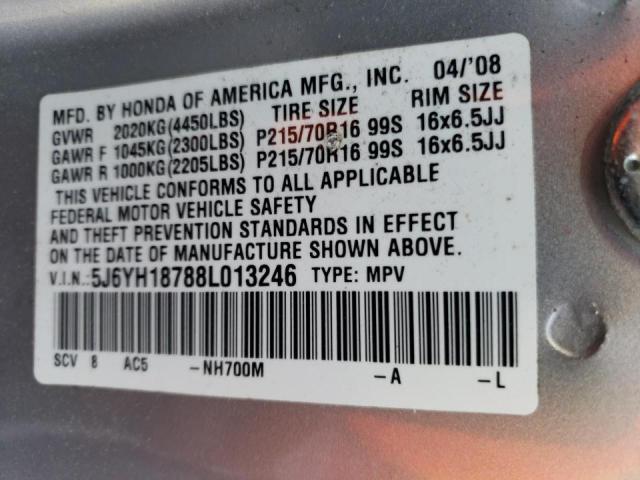 MFD. BY HONDA OF AMERICA MFG., INC. 04/'08
TIRE SIZE RIM SIZE
GVWR 2020KG(4450LBS)
GAWR F 1045KG(2300LBS) P215/70R16 99S 16x6.5JJ
GAWR R 1000KG(2205LBS) P215/70R16 99S 16x6.5JJ
THIS VEHICLE CONFORMS TO ALL APPLICABLE
FEDERAL MOTOR VEHICLE SAFETY
AND THEFT PREVENTION STANDARDS IN EFFECT
ON THE DATE OF MANUFACTURE SHOWN ABOVE.
V.I.N.:5J6YH18788L013246 TYPE: MPV
SCV 8 AC5 -NH700M -A -L